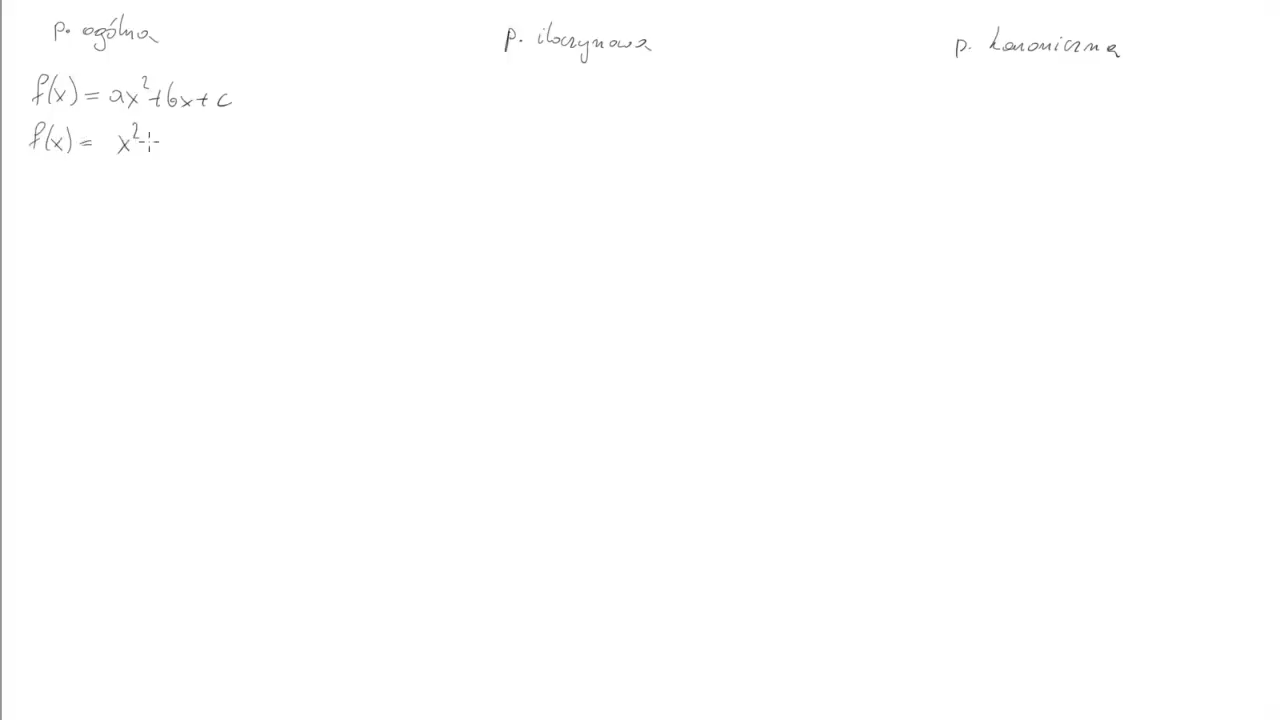 p. ogólna
p. iloczynowa
p. kanoniczna
f(x) = ax²+bx+c
f(x) = x²+